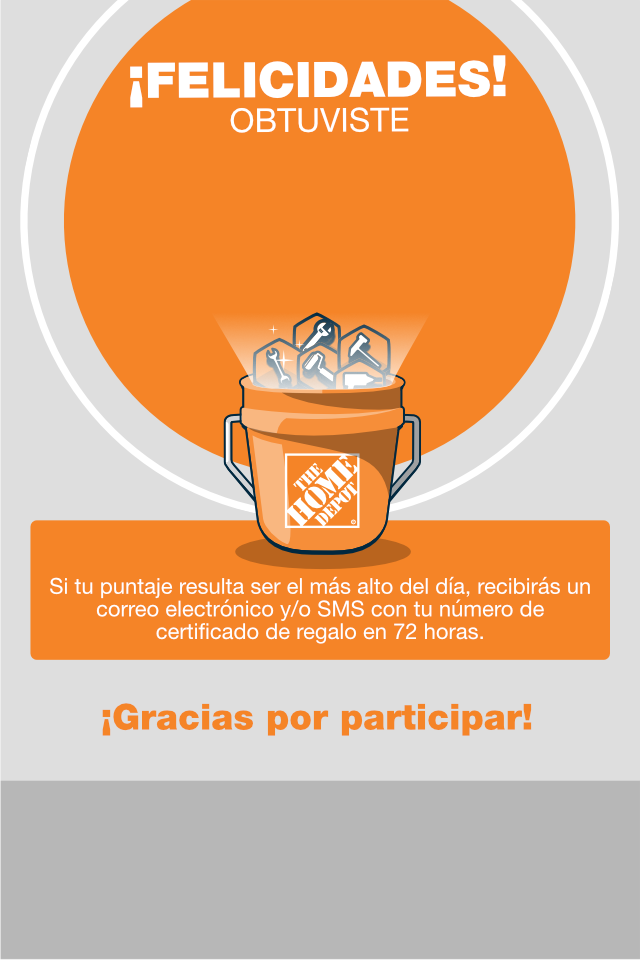 ¡FELICIDADES!
OBTUVISTE
THE
HOME
DEPOT
®
Si tu puntaje resulta ser el más alto del día, recibirás un
correo electrónico y/o SMS con tu número de
certificado de regalo en 72 horas.
¡Gracias por participar!